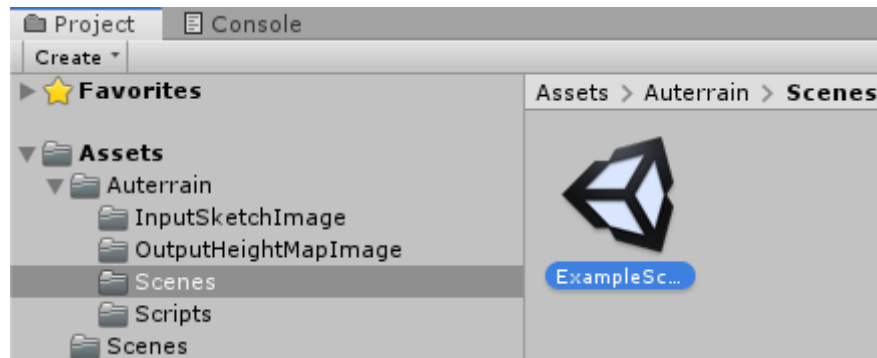 Project Console
Create
Favorites
Assets > Auterrain > Scenes
Assets
Auterrain
InputSketchImage
OutputHeightMapImage
Scenes
Scripts
Scenes
ExampleSc...